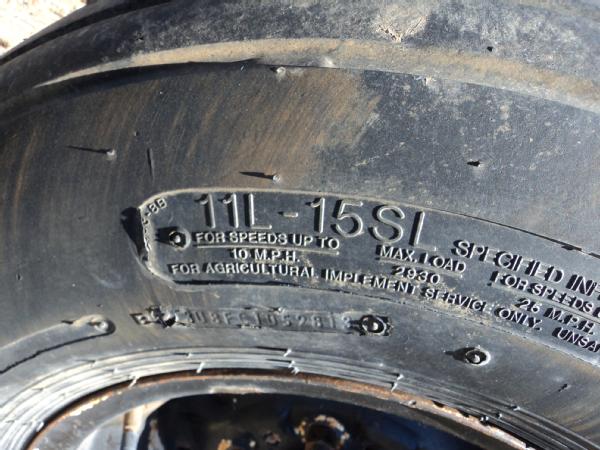 11L-15SL
FOR SPEEDS UP TO MAX. LOAD SPECIFIED INF
10 M.P.H. 2930 FOR SPEEDS
FOR AGRICULTURAL IMPLEMENT SERVICE ONLY. UNSA
25 M.P.H.